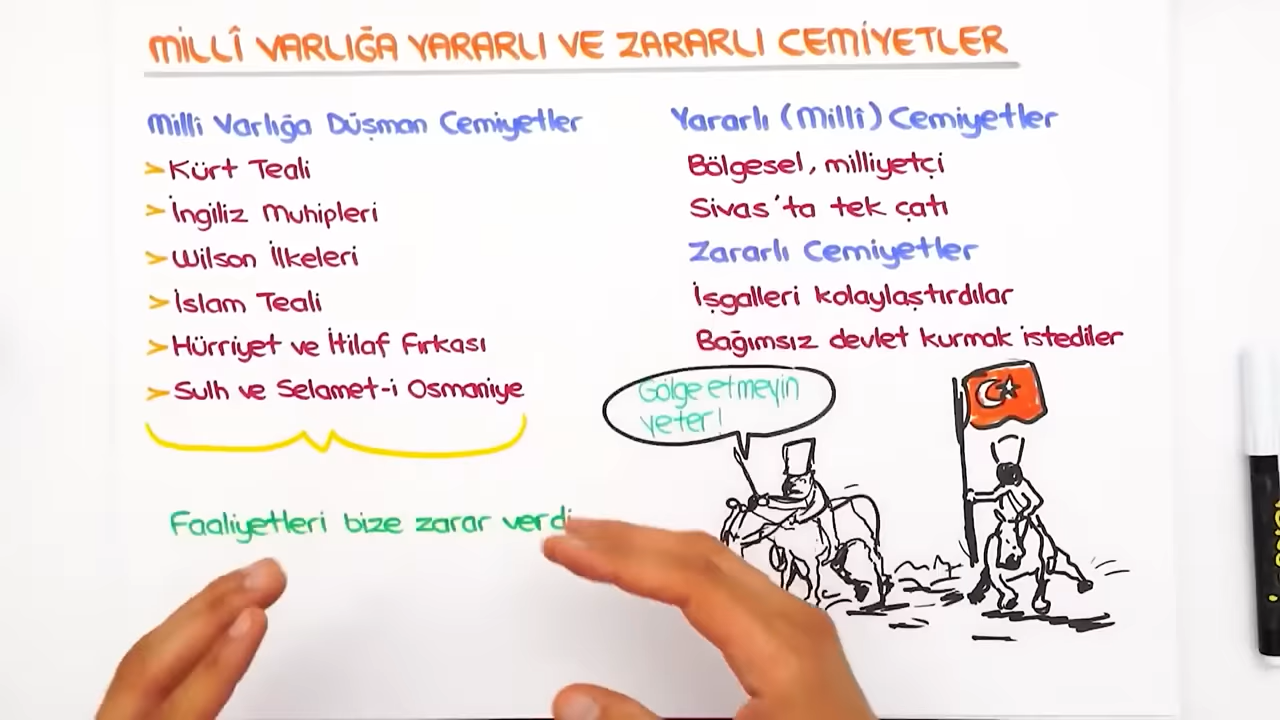 MİLLÎ VARLIĞA YARARLI VE ZARARLI CEMİYETLER
Millî Varlığa Düşman Cemiyetler
➤Kürt Teali
➤İngiliz Muhipleri
➤Wilson İlkeleri
➤İslam Teali
➤Hürriyet ve İtilaf Fırkası
➤Sulh ve Selamet-i Osmaniye
Faaliyetleri bize zarar verdi
Yararlı (Millî) Cemiyetler
Bölgesel, milliyetçi
Sivas'ta tek çatı
Zararlı Cemiyetler
İşgalleri kolaylaştırdılar
Bağımsız devlet kurmak istediler
Gölge etmeyin
yeter!